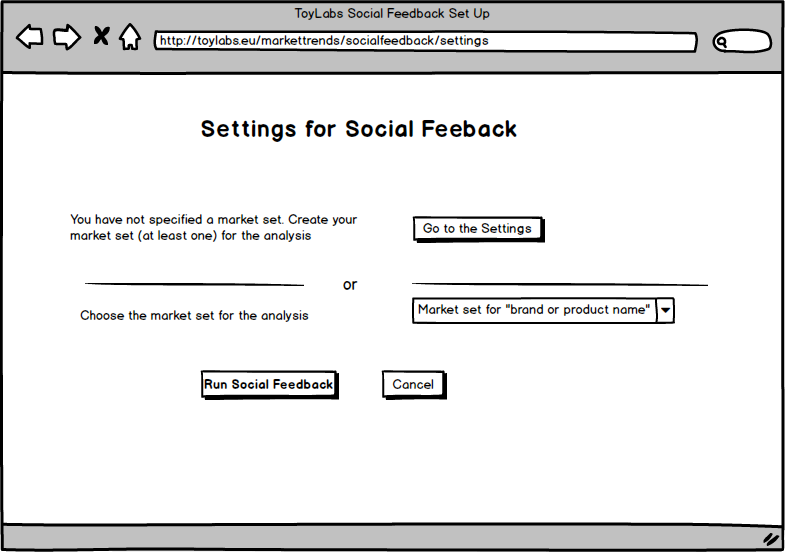 ToyLabs Social Feedback Set Up
http://toylabs.eu/markettrends/socialfeedback/settings
Settings for Social Feeback
You have not specified a market set. Create your
market set (at least one) for the analysis
Go to the Settings
or
Choose the market set for the analysis
Market set for "brand or product name"
Run Social Feedback
Cancel